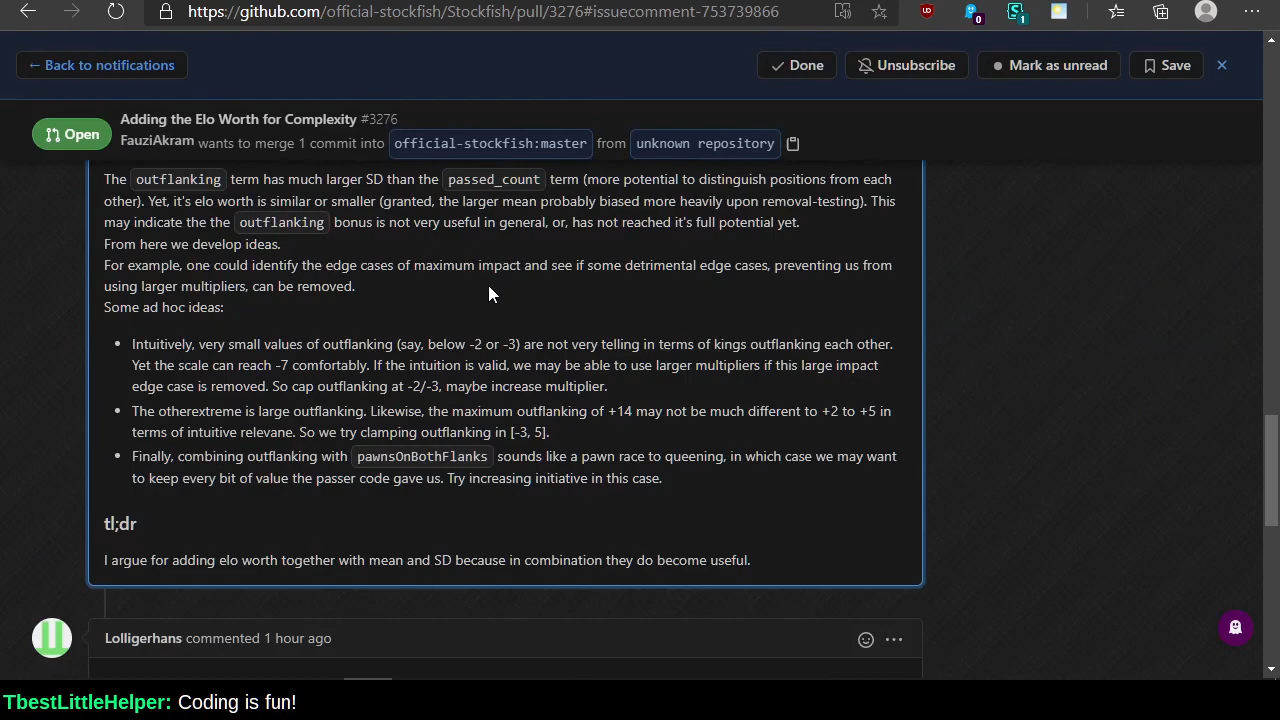 https://github.com/official-stockfish/Stockfish/pull/3276#issuecomment-753739866
0
1
← Back to notifications
Done
Unsubscribe
Mark as unread
Save
Open
Adding the Elo Worth for Complexity #3276
FauziAkram wants to merge 1 commit into official-stockfish:master from unknown repository
The outflanking term has much larger SD than the passed_count term (more potential to distinguish positions from each
other). Yet, it's elo worth is similar or smaller (granted, the larger mean probably biased more heavily upon removal-testing). This
may indicate the the outflanking bonus is not very useful in general, or, has not reached it's full potential yet.
From here we develop ideas.
For example, one could identify the edge cases of maximum impact and see if some detrimental edge cases, preventing us from
using larger multipliers, can be removed.
Some ad hoc ideas:
• Intuitively, very small values of outflanking (say, below -2 or -3) are not very telling in terms of kings outflanking each other.
Yet the scale can reach -7 comfortably. If the intuition is valid, we may be able to use larger multipliers if this large impact
edge case is removed. So cap outflanking at -2/-3, maybe increase multiplier.
• The otherextreme is large outflanking. Likewise, the maximum outflanking of +14 may not be much different to +2 to +5 in
terms of intuitive relevane. So we try clamping outflanking in [-3, 5].
• Finally, combining outflanking with pawnsOnBothFlanks sounds like a pawn race to queening, in which case we may want
to keep every bit of value the passer code gave us. Try increasing initiative in this case.
tl;dr
I argue for adding elo worth together with mean and SD because in combination they do become useful.
Lolligerhans commented 1 hour ago
TbestLittleHelper: Coding is fun!